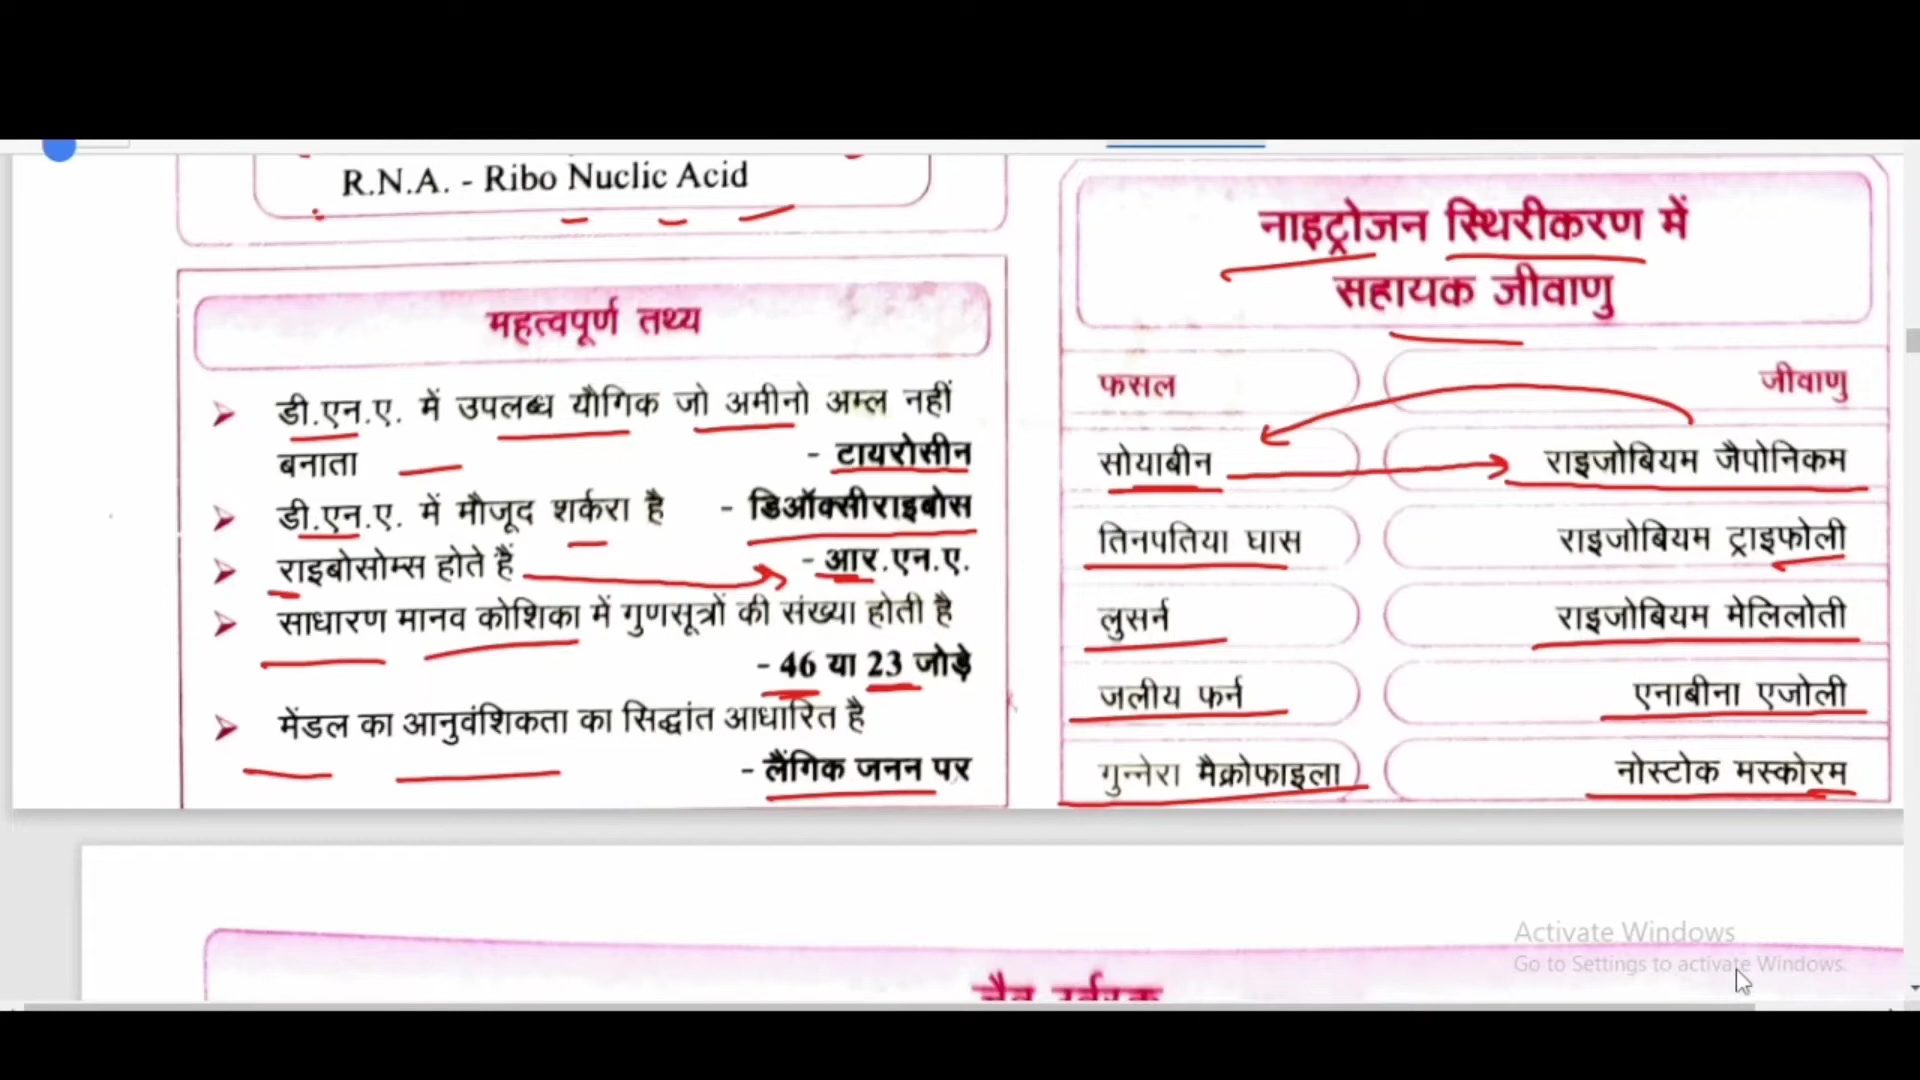 R.N.A. - Ribo Nuclic Acid
महत्वपूर्ण तथ्य
डी.एन.ए. में उपलब्ध यौगिक जो अमीनो अम्ल नहीं
बनाता - टायरोसीन
डी.एन.ए. में मौजूद शर्करा है - डिऑक्सीराइबोस
राइबोसोम्स होते हैं - आर.एन.ए.
साधारण मानव कोशिका में गुणसूत्रों की संख्या होती है
- 46 या 23 जोड़े
मेंडल का आनुवंशिकता का सिद्धांत आधारित है
- लैंगिक जनन पर
नाइट्रोजन स्थिरीकरण में
सहायक जीवाणु
फसल जीवाणु
सोयाबीन राइजोबियम जैपोनिकम
तिनपतिया घास राइजोबियम ट्राइफोली
लुसर्न राइजोबियम मेलिलोती
जलीय फर्न एनाबीना एजोली
गुन्नेरा मैक्रोफाइला नोस्टोक मस्कोरम
Activate Windows
Go to Settings to activate Windows.